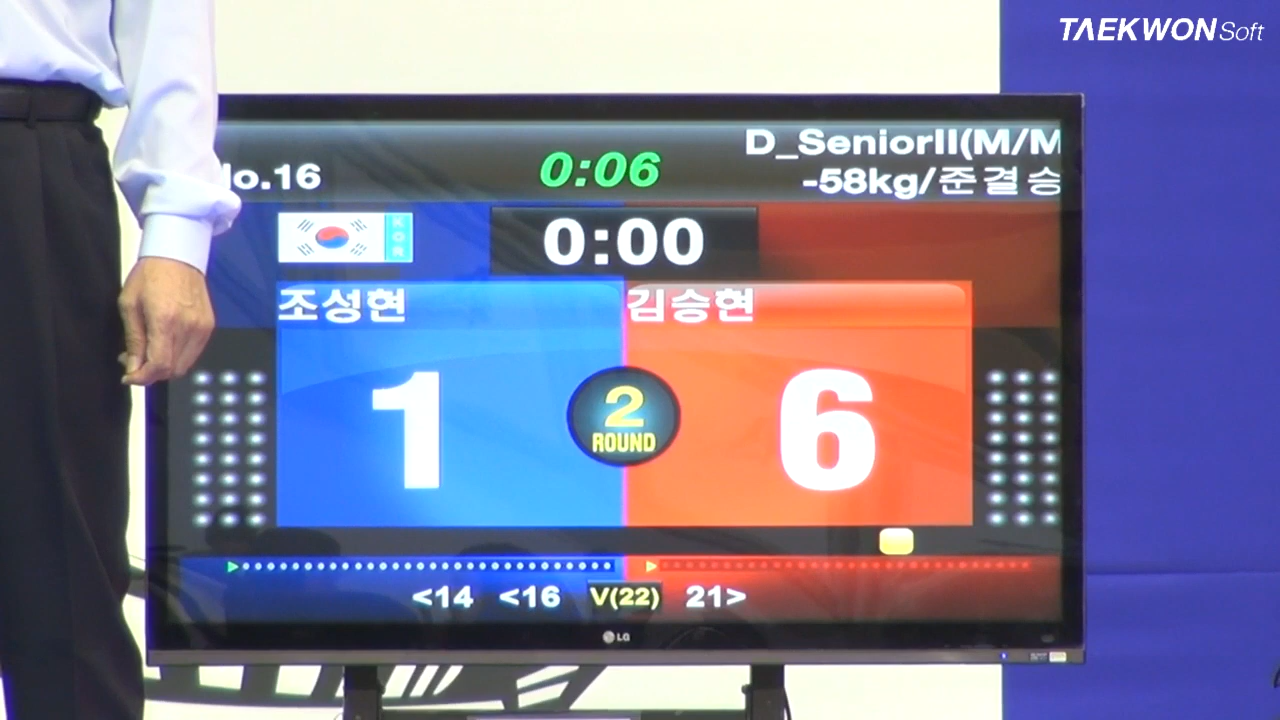 TAEKWON Soft
D_SeniorII(M/M
No.16
0:06
-58kg/준결승
KOR
0:00
조성현
김승현
1
2
ROUND
6
<14 <16 V(22) 21>
LG